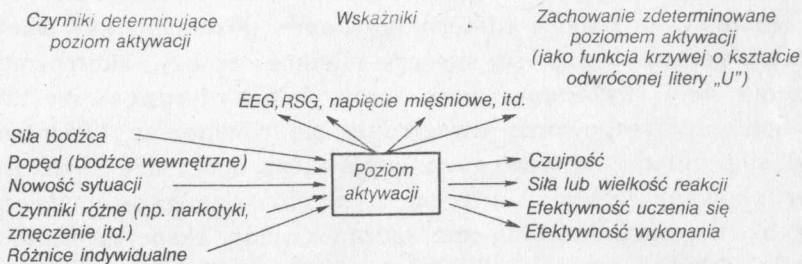 Czynniki determinujące
poziom aktywacji
Wskaźniki
Zachowanie zdeterminowane
poziomem aktywacji
(jako funkcja krzywej o kształcie
odwróconej litery „U”)
EEG, RSG, napięcie mięśniowe, itd.
Siła bodźca
Popęd (bodźce wewnętrzne)
Nowość sytuacji
Czynniki różne (np. narkotyki,
zmęczenie itd.)
Różnice indywidualne
Poziom
aktywacji
Czujność
Siła lub wielkość reakcji
Efektywność uczenia się
Efektywność wykonania